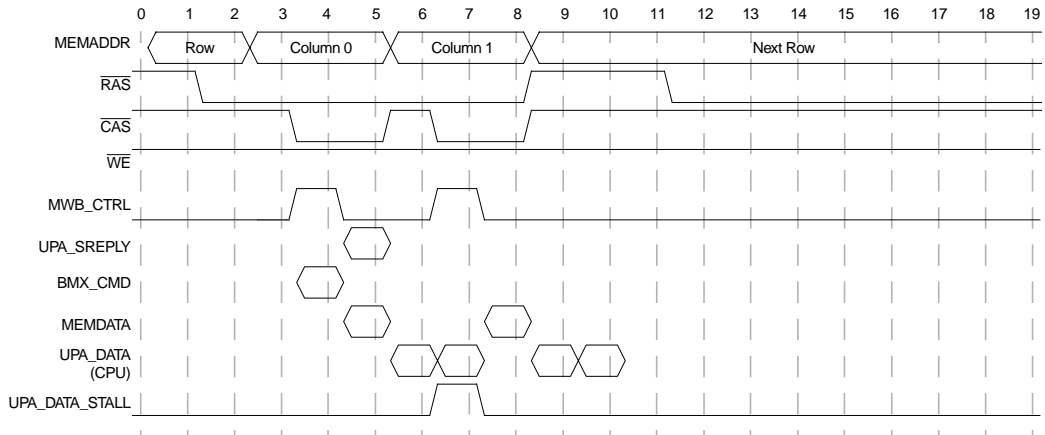 0 1 2 3 4 5 6 7 8 9 10 11 12 13 14 15 16 17 18 19
MEMADDR Row Column 0 Column 1 Next Row
RAS
CAS
WE
MWB_CTRL
UPA_SREPLY
BMX_CMD
MEMDATA
UPA_DATA
(CPU)
UPA_DATA_STALL